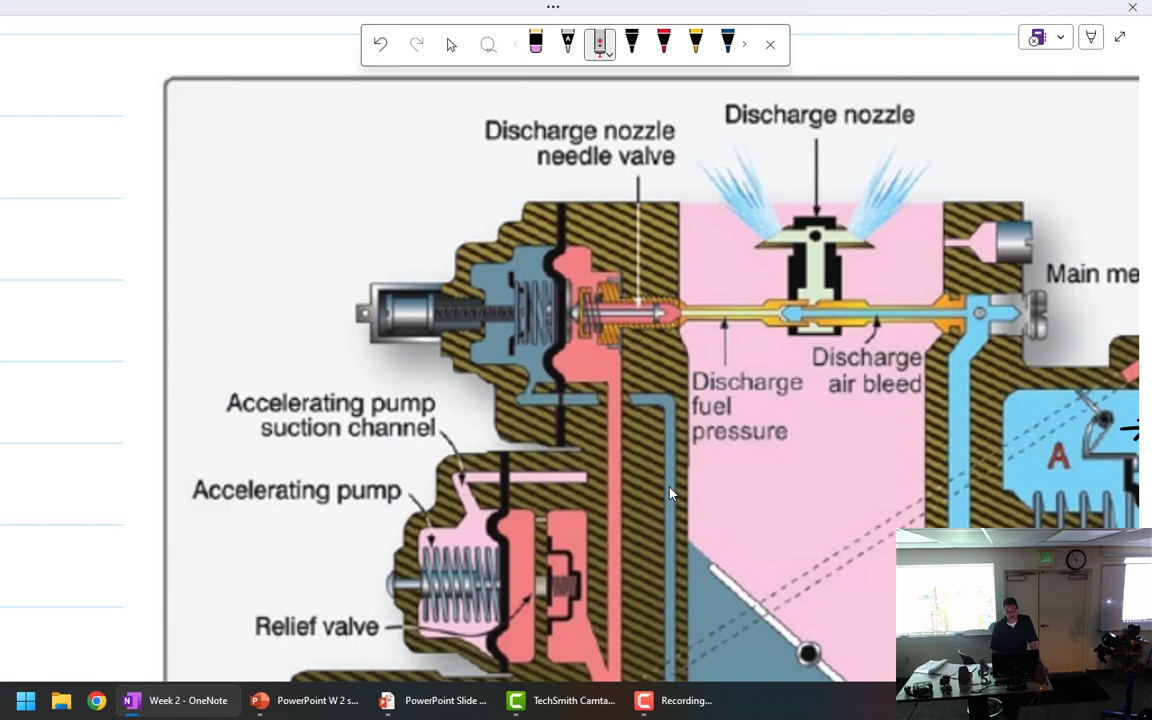 Discharge nozzle
Discharge nozzle
needle valve
Main me
Discharge
air bleed
Discharge
fuel
pressure
Accelerating pump
suction channel
A
Accelerating pump
Relief valve
Week 2 - OneNote
PowerPoint W 2 s...
PowerPoint Slide ...
TechSmith Camta...
Recording...